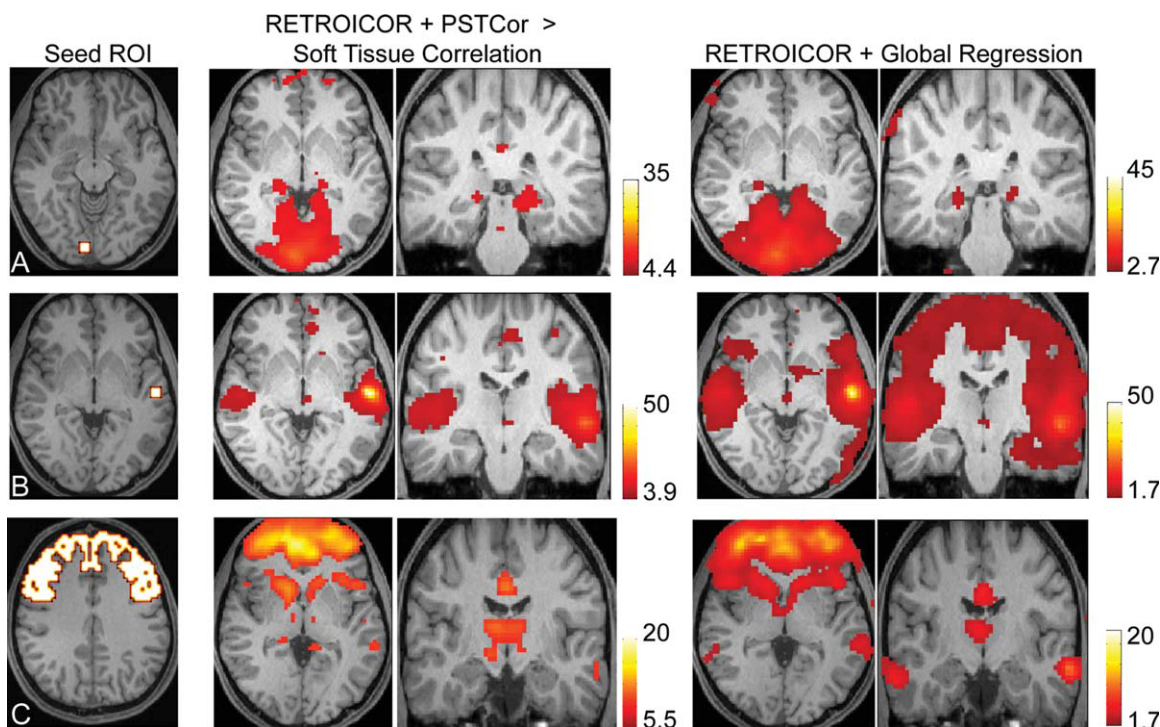 RETROICOR + PSTCor >
Seed ROI
Soft Tissue Correlation
RETROICOR + Global Regression
A
35
4.4
45
2.7
B
50
3.9
50
1.7
C
20
5.5
20
1.7